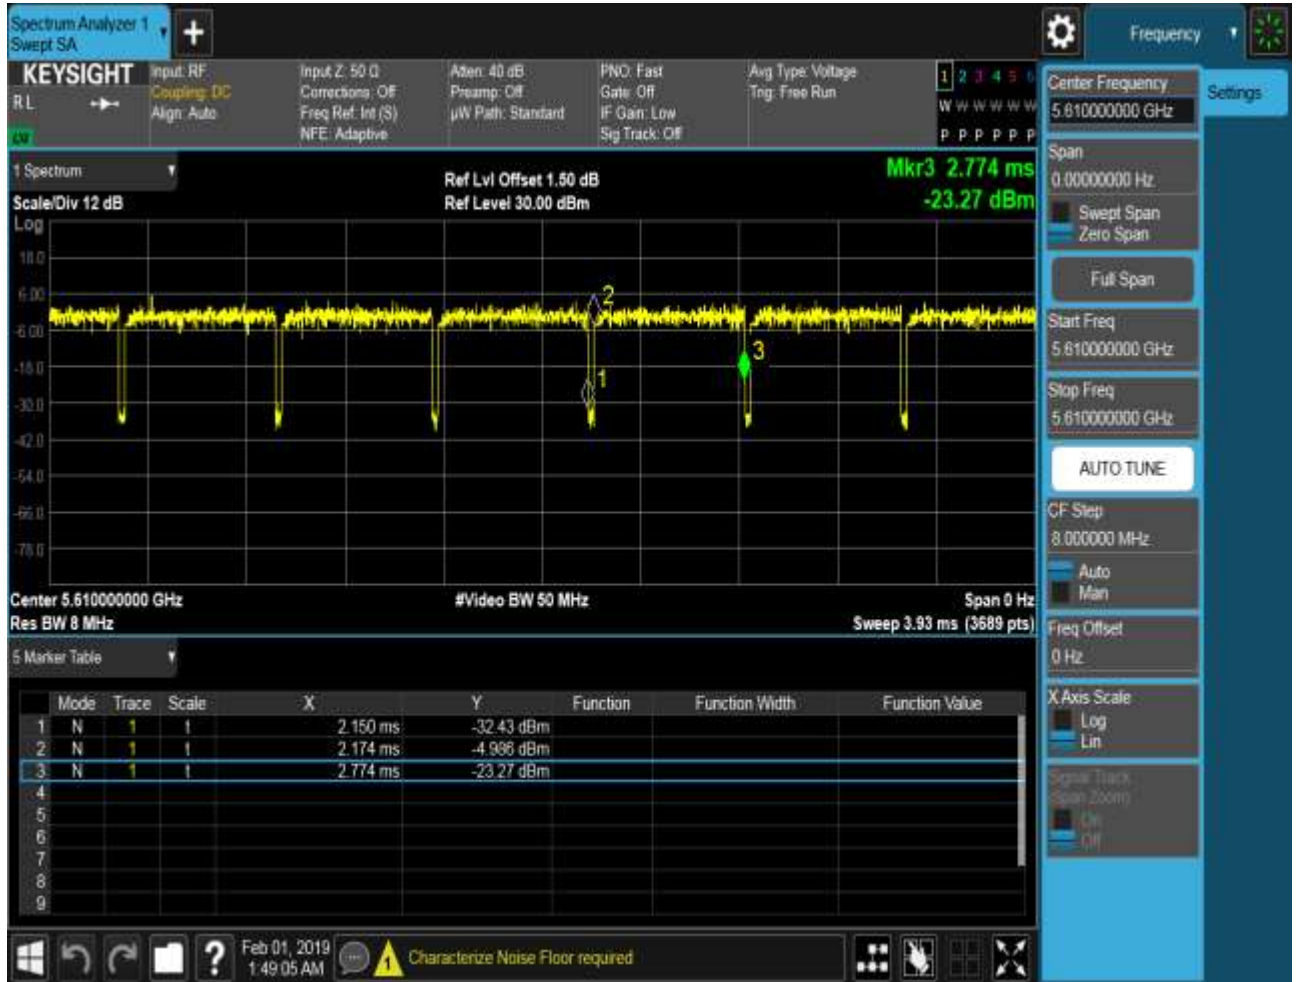 Spectrum Analyzer 1
Swept SA
+
Frequency
KEYSIGHT
RL
Input: RF
Coupling: DC
Align: Auto
Input Z: 50 Ω
Corrections: Off
Freq Ref: Int (S)
NFE: Adaptive
Atten: 40 dB
Preamp: Off
µW Path: Standard
PNO: Fast
Gate: Off
IF Gain: Low
Sig Track: Off
Avg Type: Voltage
Trig: Free Run
1 2 3 4 5 6
W W W W W W
P P P P P P
1 Spectrum
Scale/Div 12 dB
Ref Lvl Offset 1.50 dB
Ref Level 30.00 dBm
Mkr3 2.774 ms
-23.27 dBm
Log
18.0
6.00
-6.00
-18.0
-30.0
-42.0
-54.0
-66.0
-78.0
2
3
1
Center 5.610000000 GHz
#Video BW 50 MHz
Span 0 Hz
Res BW 8 MHz
Sweep 3.93 ms (3689 pts)
5 Marker Table
Mode Trace Scale X Y Function Function Width Function Value
1 N 1 t 2.150 ms -32.43 dBm
2 N 1 t 2.174 ms -4.986 dBm
3 N 1 t 2.774 ms -23.27 dBm
4
5
6
7
8
9
Center Frequency
5.610000000 GHz
Settings
Span
0.00000000 Hz
Swept Span
Zero Span
Full Span
Start Freq
5.610000000 GHz
Stop Freq
5.610000000 GHz
AUTO TUNE
CF Step
8.000000 MHz
Auto
Man
Freq Offset
0 Hz
X Axis Scale
Log
Lin
Signal Track
(Span Zoom)
On
Off
?
Feb 01, 2019
1:49:05 AM
1
Characterize Noise Floor required